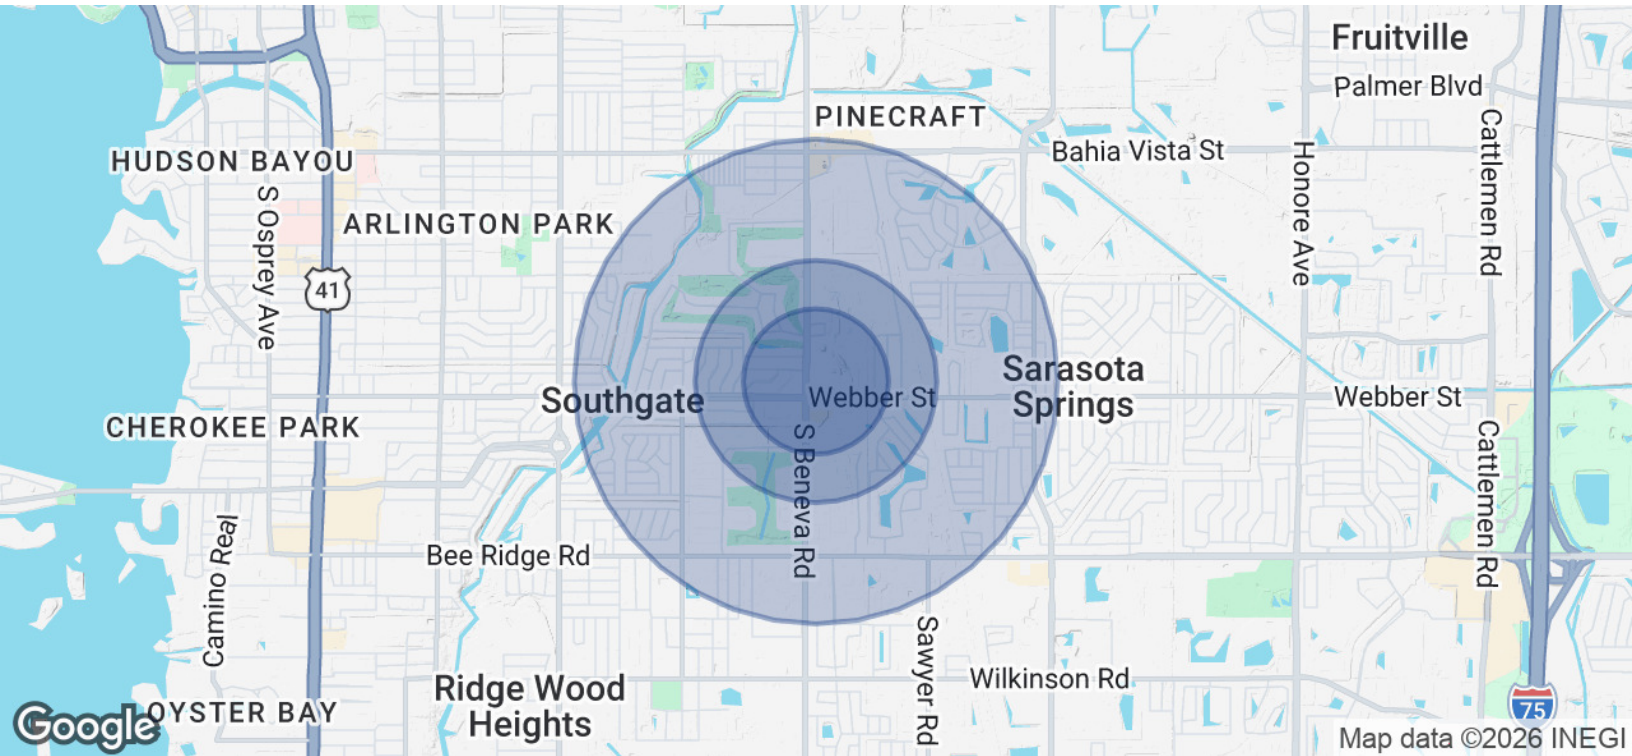 Fruitville
Palmer Blvd
PINECRAFT
Bahia Vista St
HUDSON BAYOU
Cattlemen Rd
Honore Ave
S Osprey Ave
ARLINGTON PARK
41
Sarasota
Springs
Southgate
Webber St
Webber St
CHEROKEE PARK
S Beneva Rd
Cattlemen Rd
Camino Real
Bee Ridge Rd
Sawyer Rd
Wilkinson Rd
Ridge Wood
Heights
OYSTER BAY
75
Google
Map data ©2026 INEGI